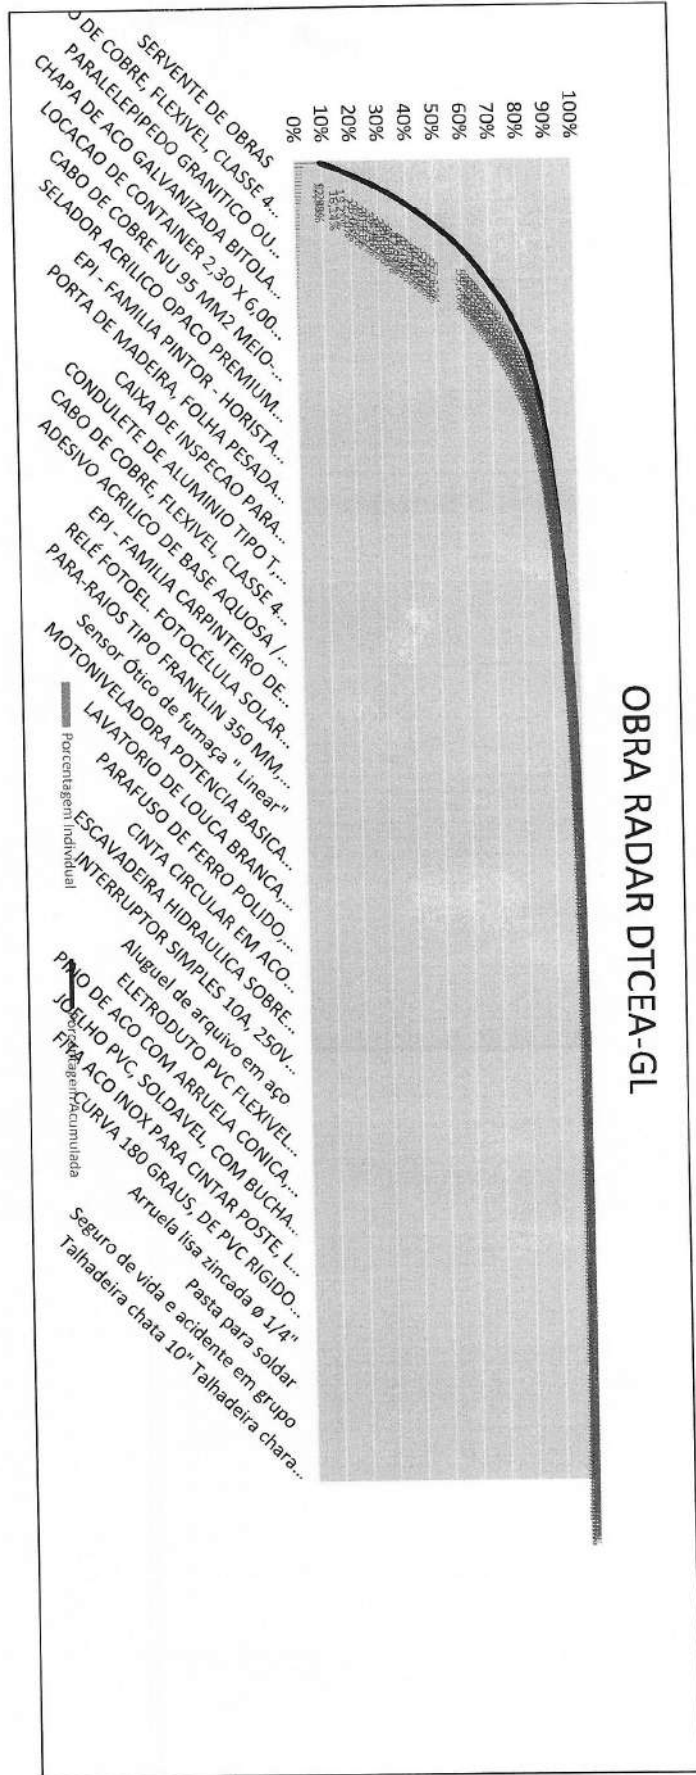 OBRA RADAR DTCEA-GL
100%
90%
80%
70%
60%
50%
40%
30%
20%
10%
0%
SERVENTE DE OBRAS
O DE COBRE, FLEXIVEL, CLASSE 4...
PARALELEPIPEDO GRANITICO OU...
CHAPA DE ACO GALVANIZADA BITOLA...
LOCACAO DE CONTAINER 2,30 X 6,00...
CABO DE COBRE NU 95 MM2 MEIO-...
SELADOR ACRILICO OPACO PREMIUM...
EPI - FAMILIA PINTOR - HORISTA...
PORTA DE MADEIRA, FOLHA PESADA...
CAIXA DE INSPECAO PARA...
CONDULETE DE ALUMINIO TIPO T,...
CABO DE COBRE, FLEXIVEL, CLASSE 4...
ADESIVO ACRILICO DE BASE AQUOSA /...
EPI - FAMILIA CARPINTEIRO DE...
RELÉ FOTOEL. FOTOCÉLULA SOLAR...
PARA-RAIOS TIPO FRANKLIN 350 MM,...
Sensor Ótico de fumaça " Linear"
MOTONIVELADORA POTENCIA BASICA...
LAVATORIO DE LOUCA BRANCA,...
PARAFUSO DE FERRO POLIDO,...
CINTA CIRCULAR EM ACO...
ESCAVADEIRA HIDRAULICA SOBRE...
INTERRUPTOR SIMPLES 10A, 250V...
Aluguel de arquivo em aço
ELETRODUTO PVC FLEXIVEL...
PINO DE ACO COM ARRUELA CONICA,...
JOELHO PVC, SOLDAVEL, COM BUCHA...
FITA ACO INOX PARA CINTAR POSTE, L...
CURVA 180 GRAUS, DE PVC RIGIDO...
Arruela lisa zincada ø 1/4"
Pasta para soldar
Seguro de vida e acidente em grupo
Talhadeira chata 10" Talhadeira chara...
Porcentagem Individual
Porcentagem Acumulada